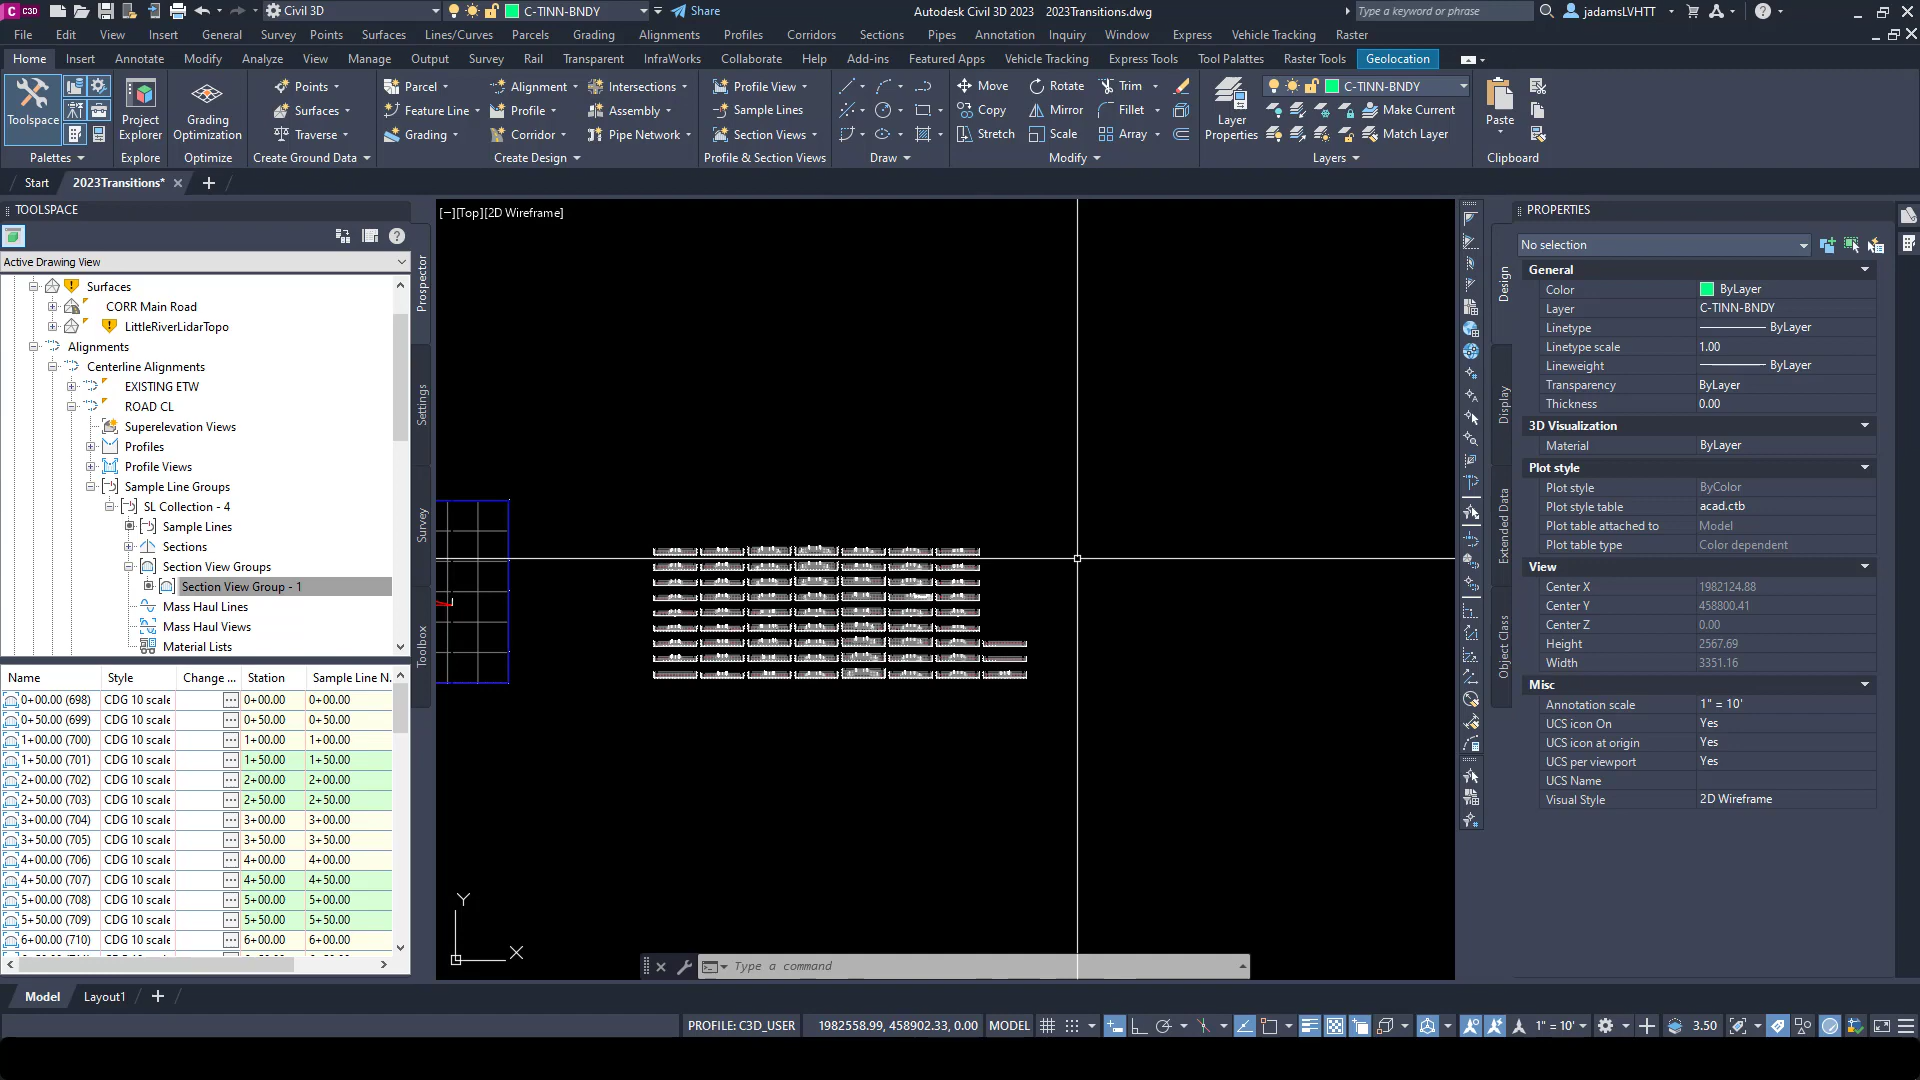 C3D
Civil 3D
C-TINN-BNDY
Share
Autodesk Civil 3D 2023 2023Transitions.dwg
Type a keyword or phrase
jadamsLVHTT
File Edit View Insert General Survey Points Surfaces Lines/Curves Parcels Grading Alignments Profiles Corridors Sections Pipes Annotation Inquiry Window Express Vehicle Tracking Raster
Home Insert Annotate Modify Analyze View Manage Output Survey Rail Transparent InfraWorks Collaborate Help Add-ins Featured Apps Vehicle Tracking Express Tools Tool Palettes Raster Tools Geolocation
Points Parcel Alignment Intersections Profile View Move Rotate Trim C-TINN-BNDY
Surfaces Feature Line Profile Assembly Sample Lines Copy Mirror Fillet Make Current
Toolspace Project Explorer Grading Optimization Layer Properties Paste
Traverse Grading Corridor Pipe Network Section Views Stretch Scale Array Match Layer
Palettes Explore Optimize Create Ground Data Create Design Profile & Section Views Draw Modify Layers Clipboard
Start 2023Transitions*
TOOLSPACE
Active Drawing View
Surfaces
CORR Main Road
LittleRiverLidarTopo
Alignments
Centerline Alignments
EXISTING ETW
ROAD CL
Superelevation Views
Profiles
Profile Views
Sample Line Groups
SL Collection - 4
Sample Lines
Sections
Section View Groups
Section View Group - 1
Mass Haul Lines
Mass Haul Views
Material Lists
Prospector
Settings
Survey
Toolbox
Name Style Change ... Station Sample Line N.
0+00.00 (698) CDG 10 scale ... 0+00.00 0+00.00
0+50.00 (699) CDG 10 scale ... 0+50.00 0+50.00
1+00.00 (700) CDG 10 scale ... 1+00.00 1+00.00
1+50.00 (701) CDG 10 scale ... 1+50.00 1+50.00
2+00.00 (702) CDG 10 scale ... 2+00.00 2+00.00
2+50.00 (703) CDG 10 scale ... 2+50.00 2+50.00
3+00.00 (704) CDG 10 scale ... 3+00.00 3+00.00
3+50.00 (705) CDG 10 scale ... 3+50.00 3+50.00
4+00.00 (706) CDG 10 scale ... 4+00.00 4+00.00
4+50.00 (707) CDG 10 scale ... 4+50.00 4+50.00
5+00.00 (708) CDG 10 scale ... 5+00.00 5+00.00
5+50.00 (709) CDG 10 scale ... 5+50.00 5+50.00
6+00.00 (710) CDG 10 scale ... 6+00.00 6+00.00
[−][Top][2D Wireframe]
Y
X
Type a command
PROPERTIES
No selection
Design
Display
Extended Data
Object Class
General
Color ByLayer
Layer C-TINN-BNDY
Linetype ByLayer
Linetype scale 1.00
Lineweight ByLayer
Transparency ByLayer
Thickness 0.00
3D Visualization
Material ByLayer
Plot style
Plot style ByColor
Plot style table acad.ctb
Plot table attached to Model
Plot table type Color dependent
View
Center X 1982124.88
Center Y 458800.41
Center Z 0.00
Height 2567.69
Width 3351.16
Misc
Annotation scale 1" = 10'
UCS icon On Yes
UCS icon at origin Yes
UCS per viewport Yes
UCS Name
Visual Style 2D Wireframe
Model Layout1
PROFILE: C3D_USER 1982558.99, 458902.33, 0.00 MODEL 1" = 10' 3.50